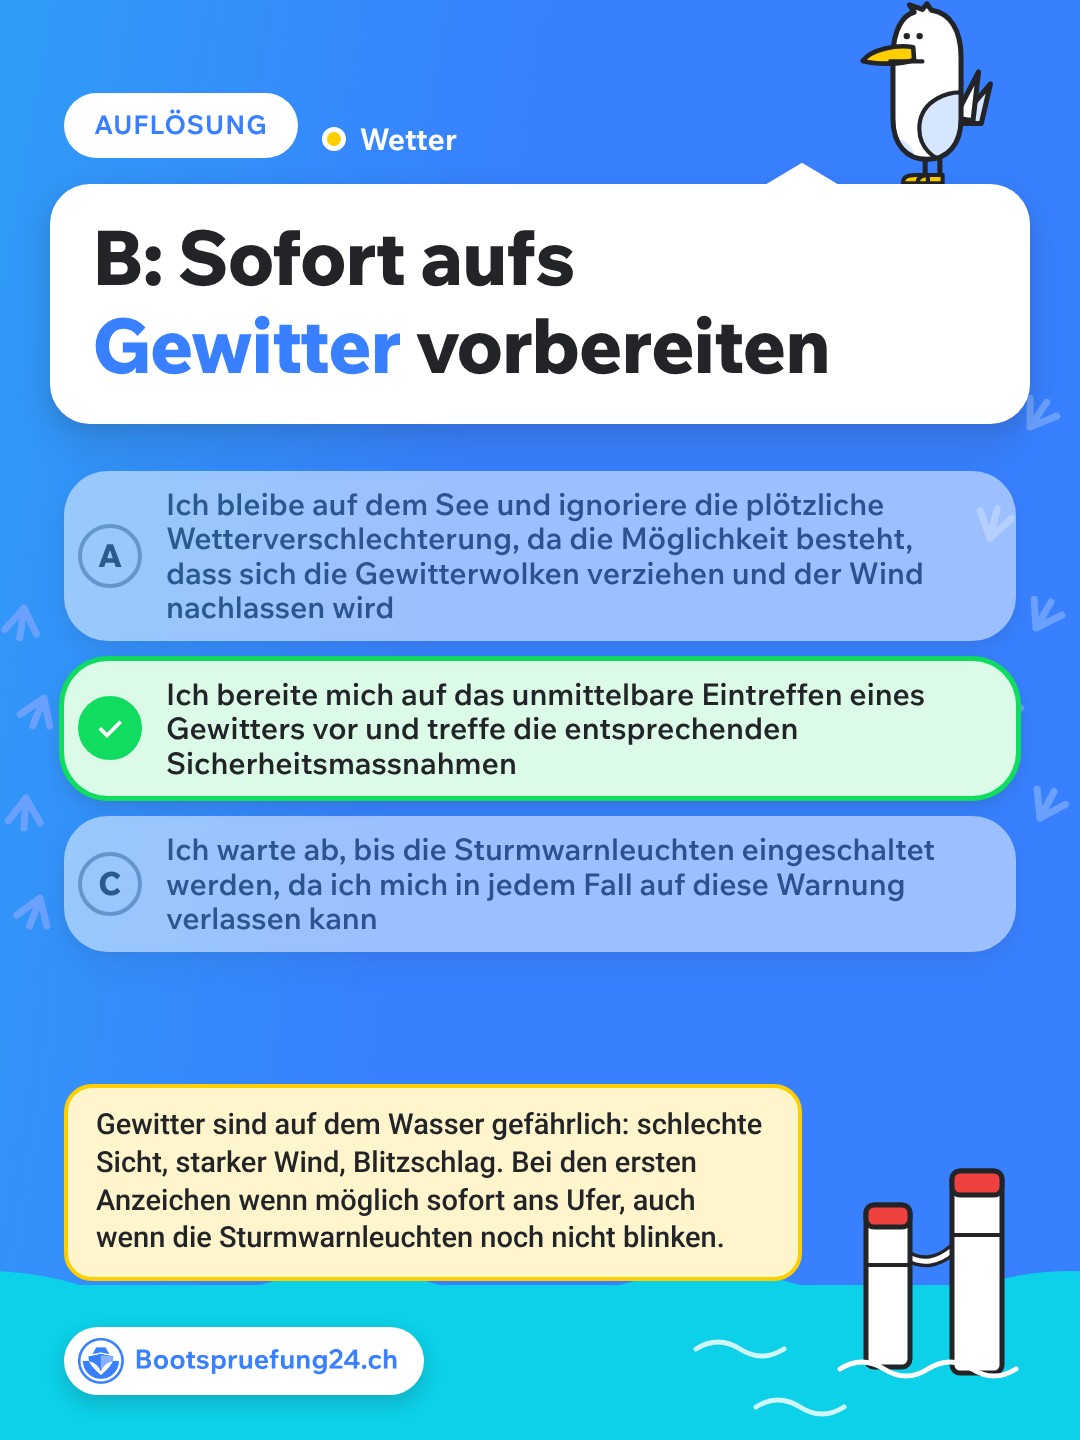 AUFLÖSUNG
Wetter
B: Sofort aufs
Gewitter vorbereiten
A
Ich bleibe auf dem See und ignoriere die plötzliche
Wetterverschlechterung, da die Möglichkeit besteht,
dass sich die Gewitterwolken verziehen und der Wind
nachlassen wird
Ich bereite mich auf das unmittelbare Eintreffen eines
Gewitters vor und treffe die entsprechenden
Sicherheitsmassnahmen
C
Ich warte ab, bis die Sturmwarnleuchten eingeschaltet
werden, da ich mich in jedem Fall auf diese Warnung
verlassen kann
Gewitter sind auf dem Wasser gefährlich: schlechte
Sicht, starker Wind, Blitzschlag. Bei den ersten
Anzeichen wenn möglich sofort ans Ufer, auch
wenn die Sturmwarnleuchten noch nicht blinken.
Bootspruefung24.ch